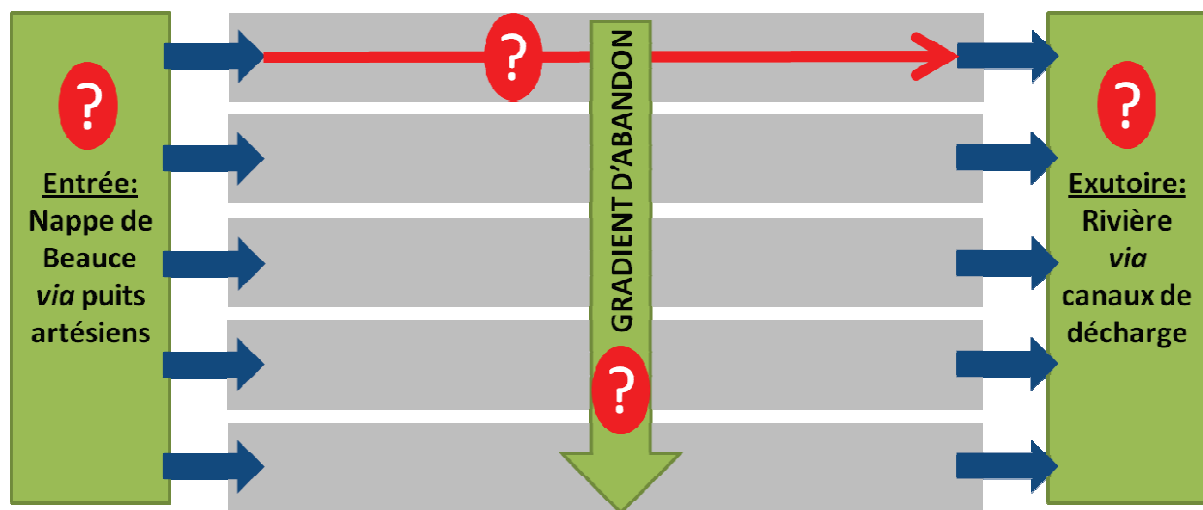 ?
Entrée:
Nappe de
Beauce
via puits
artésiens
?
GRADIENT D'ABANDON
?
?
Exutoire:
Rivière
via
canaux de
décharge